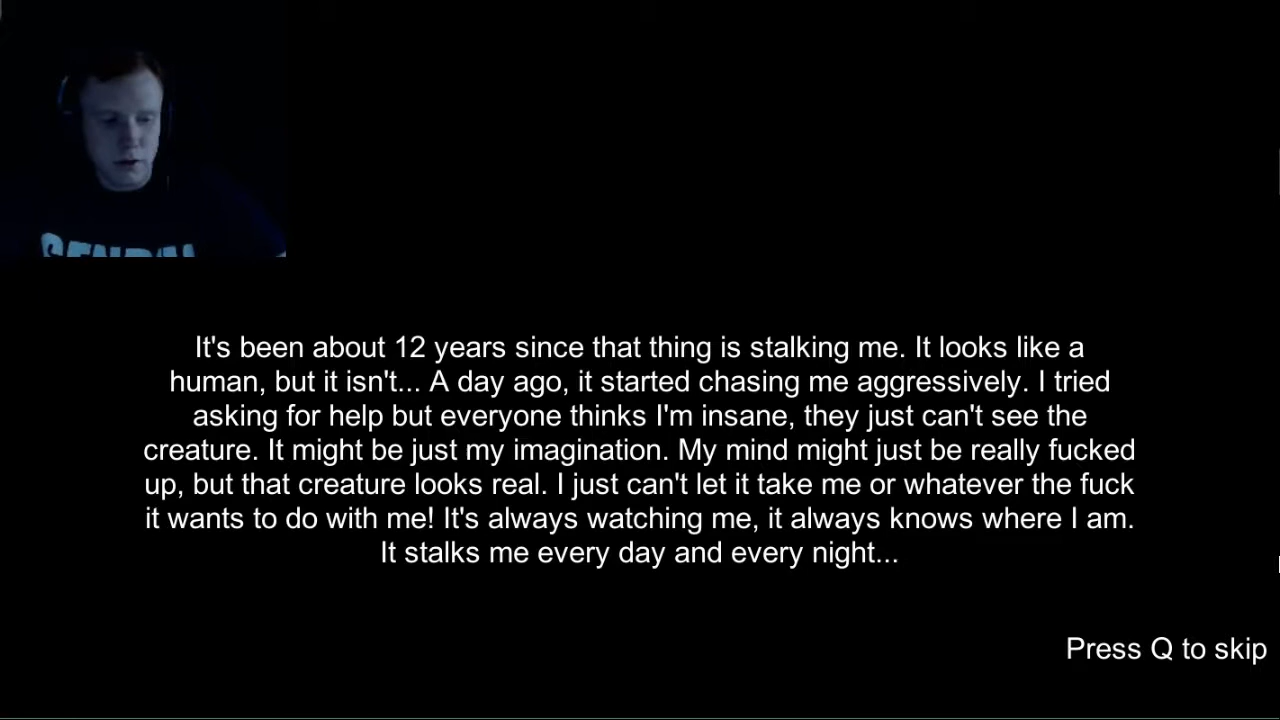 It's been about 12 years since that thing is stalking me. It looks like a
human, but it isn't... A day ago, it started chasing me aggressively. I tried
asking for help but everyone thinks I'm insane, they just can't see the
creature. It might be just my imagination. My mind might just be really fucked
up, but that creature looks real. I just can't let it take me or whatever the fuck
it wants to do with me! It's always watching me, it always knows where I am.
It stalks me every day and every night...
Press Q to skip